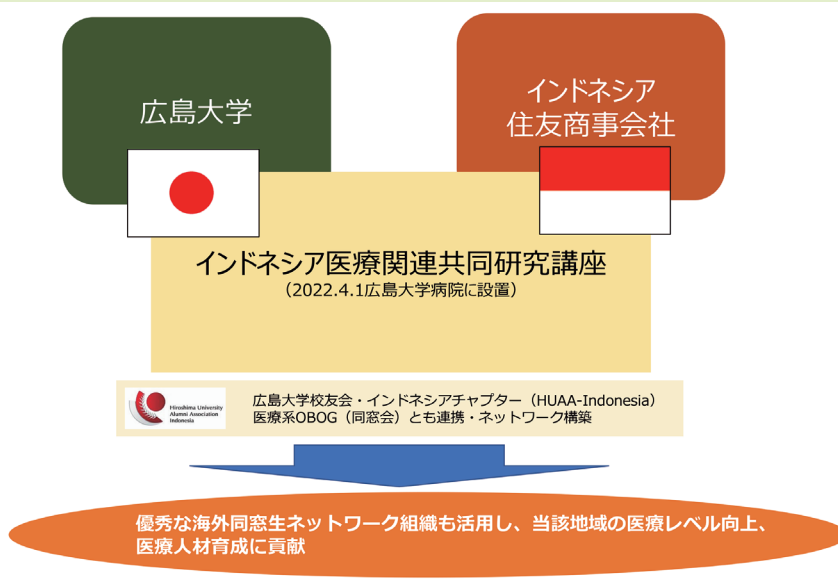 広島大学
インドネシア
住友商事会社
インドネシア医療関連共同研究講座
（2022.4.1広島大学病院に設置）
Hiroshima University
Alumni Association
Indonesia
広島大学校友会・インドネシアチャプター（HUAA-Indonesia）
医療系OBOG（同窓会）とも連携・ネットワーク構築
優秀な海外同窓生ネットワーク組織も活用し、当該地域の医療レベル向上、
医療人材育成に貢献